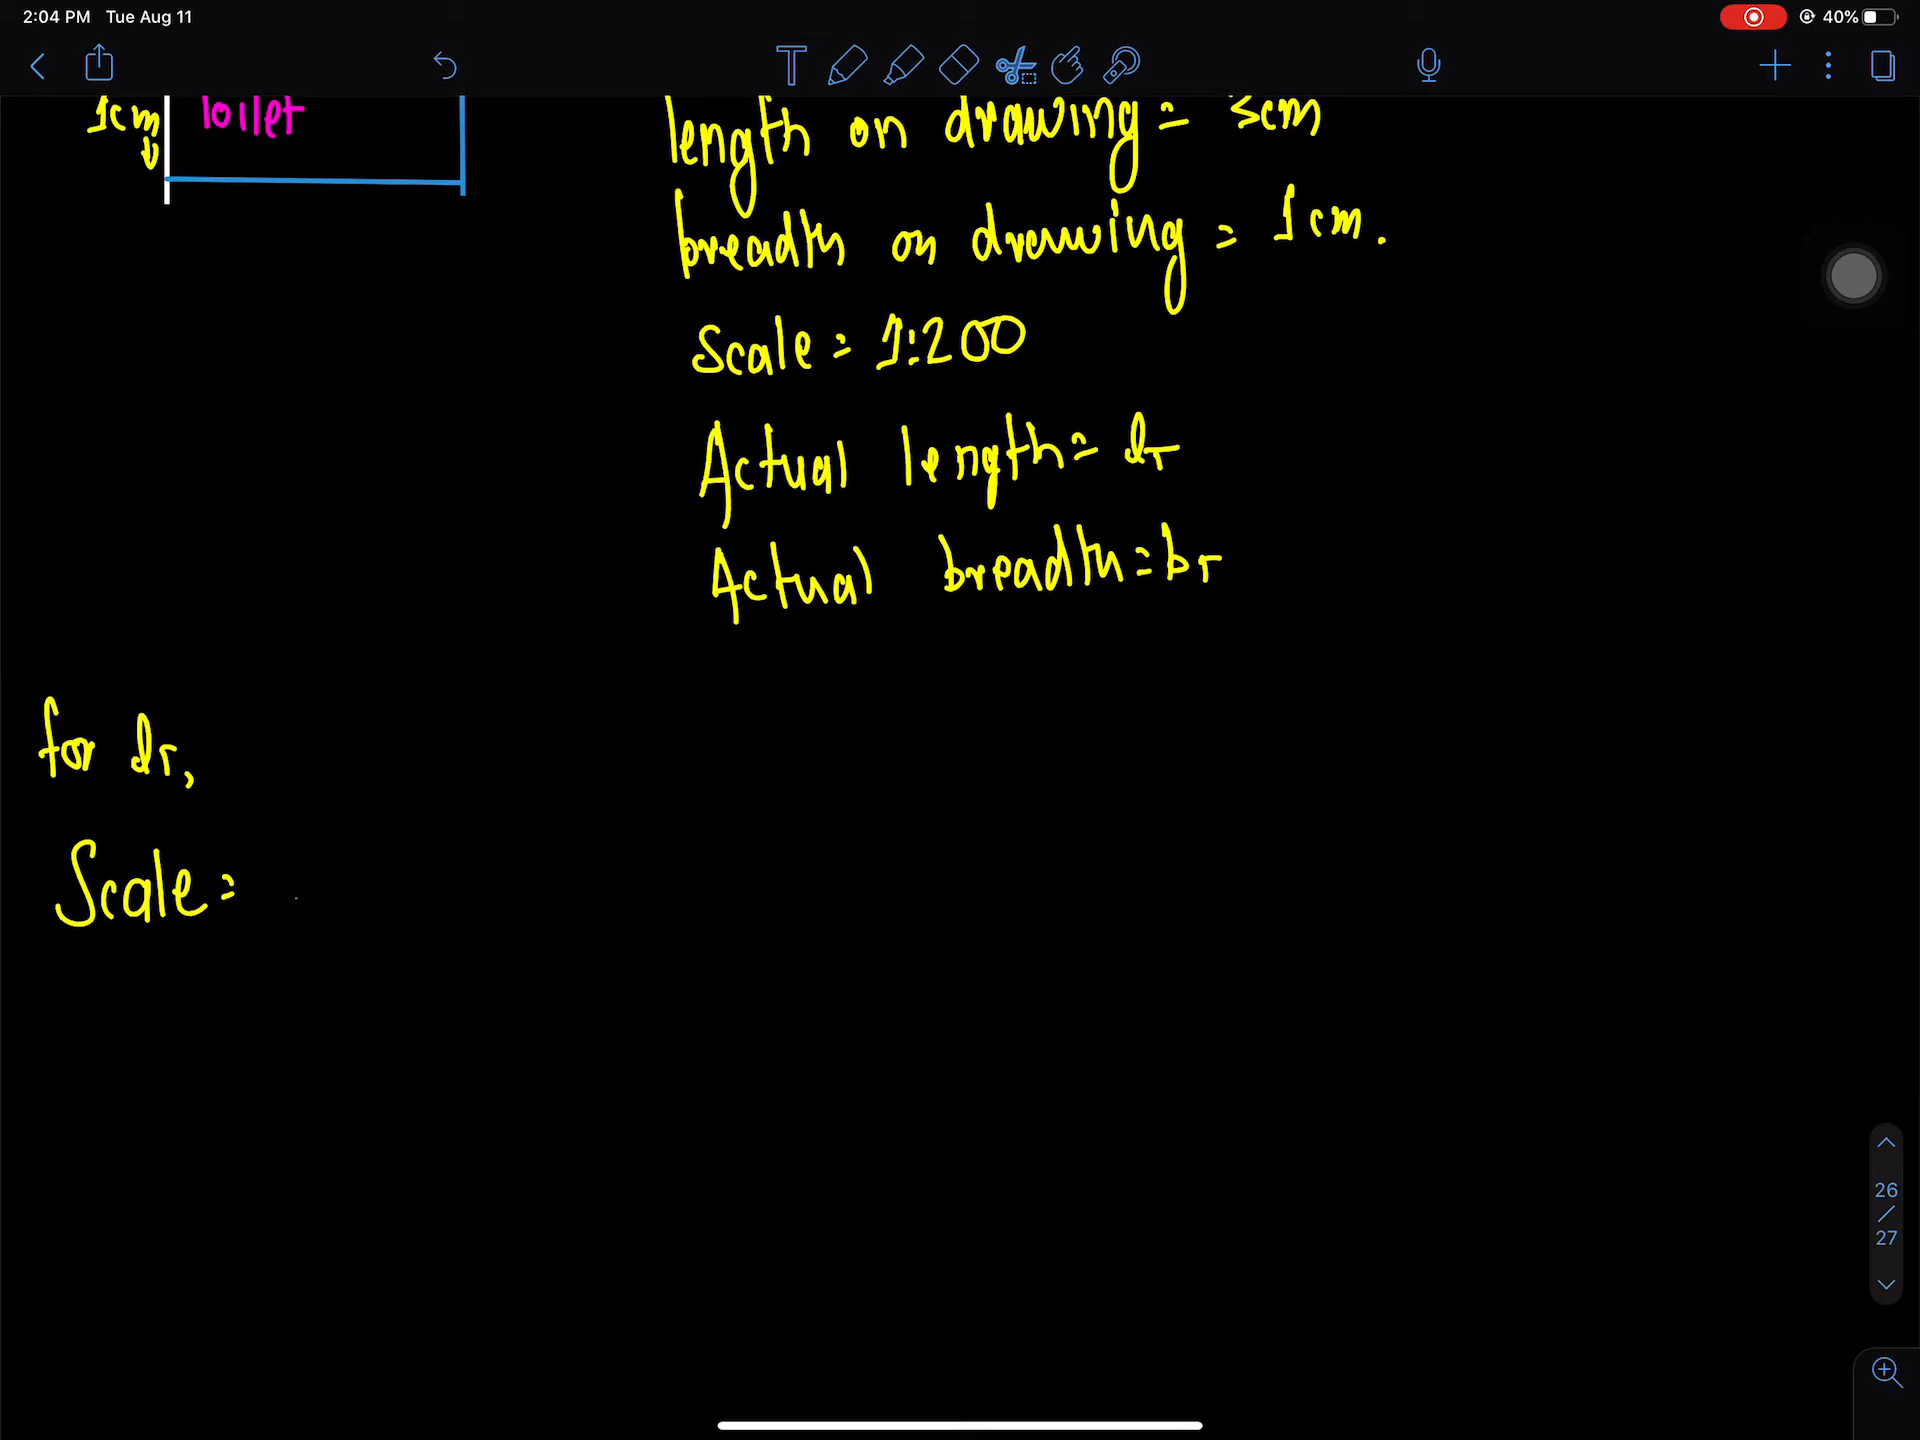 2:04 PM Tue Aug 11
40%
1cm
Toilet
length on drawing = 3cm
breadth on drawing = 1cm.
Scale = 1:200
Actual length = lr
Actual breadth = br
for lr,
Scale =
26
/
27